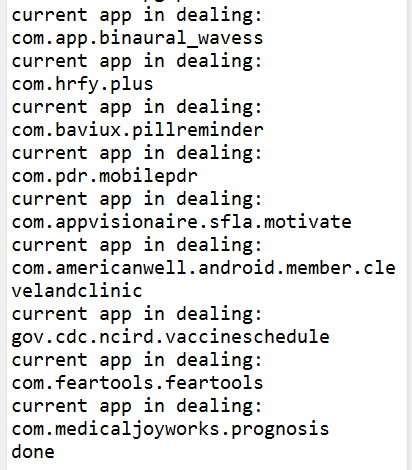 current app in dealing:
com.app.binaural_wavess
current app in dealing:
com.hrfy.plus
current app in dealing:
com.baviux.pillreminder
current app in dealing:
com.pdr.mobilepdr
current app in dealing:
com.appvisionaire.sfla.motivate
current app in dealing:
com.americanwell.android.member.cle
velandclinic
current app in dealing:
gov.cdc.ncird.vaccineschedule
current app in dealing:
com.feartools.feartools
current app in dealing:
com.medicaljoyworks.prognosis
done